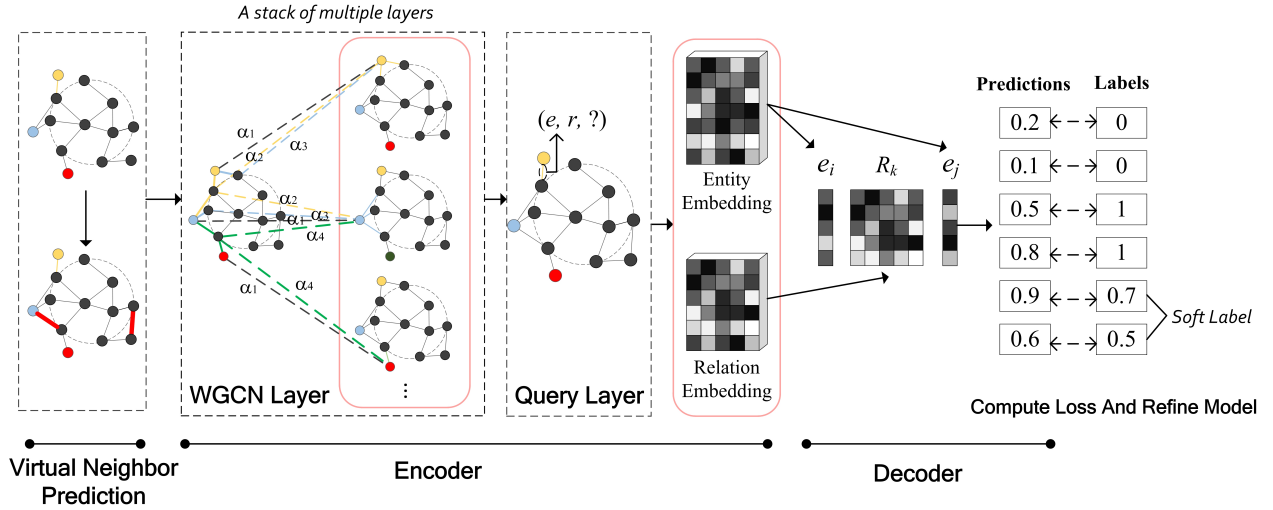 A stack of multiple layers
α1
α2
α3
α2
α3
α1
α4
α4
α1
⋮
WGCN Layer
(e, r, ?)
Query Layer
Entity
Embedding
Relation
Embedding
ei Rk ej
Predictions Labels
0.2 0
0.1 0
0.5 1
0.8 1
0.9 0.7
Soft Label
0.6 0.5
Compute Loss And Refine Model
Virtual Neighbor
Prediction
Encoder
Decoder